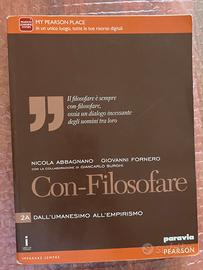 MY PEARSON PLACE
in un unico luogo, tutte le tue risorse digitali
Il filosofare è sempre
con-filosofare,
ossia un dialogo incessante
degli uomini tra loro
NICOLA ABBAGNANO GIOVANNI FORNERO
CON LA COLLABORAZIONE DI GIANCARLO BURGHI
Con-Filosofare
2A DALL'UMANESIMO ALL'EMPIRISMO
paravia
PEARSON
IMPARARE SEMPRE